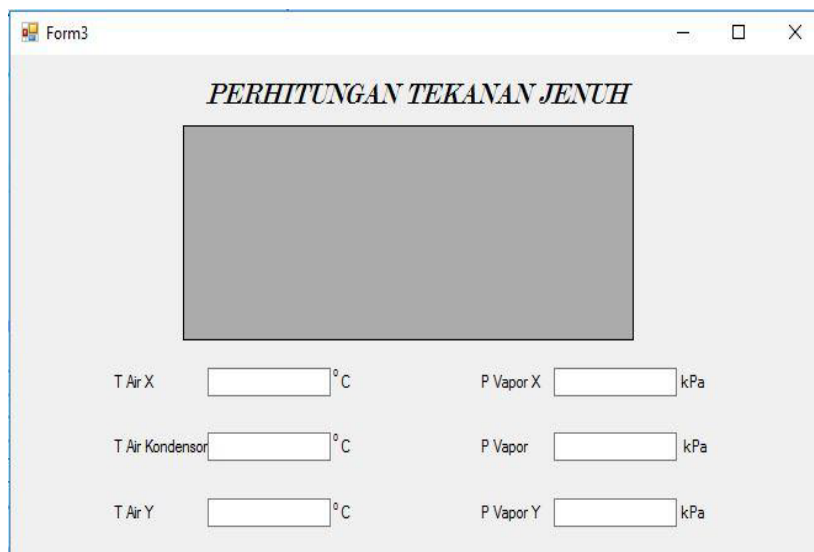 Form3
PERHITUNGAN TEKANAN JENUH
T Air X °C P Vapor X kPa
T Air Kondensor °C P Vapor kPa
T Air Y °C P Vapor Y kPa